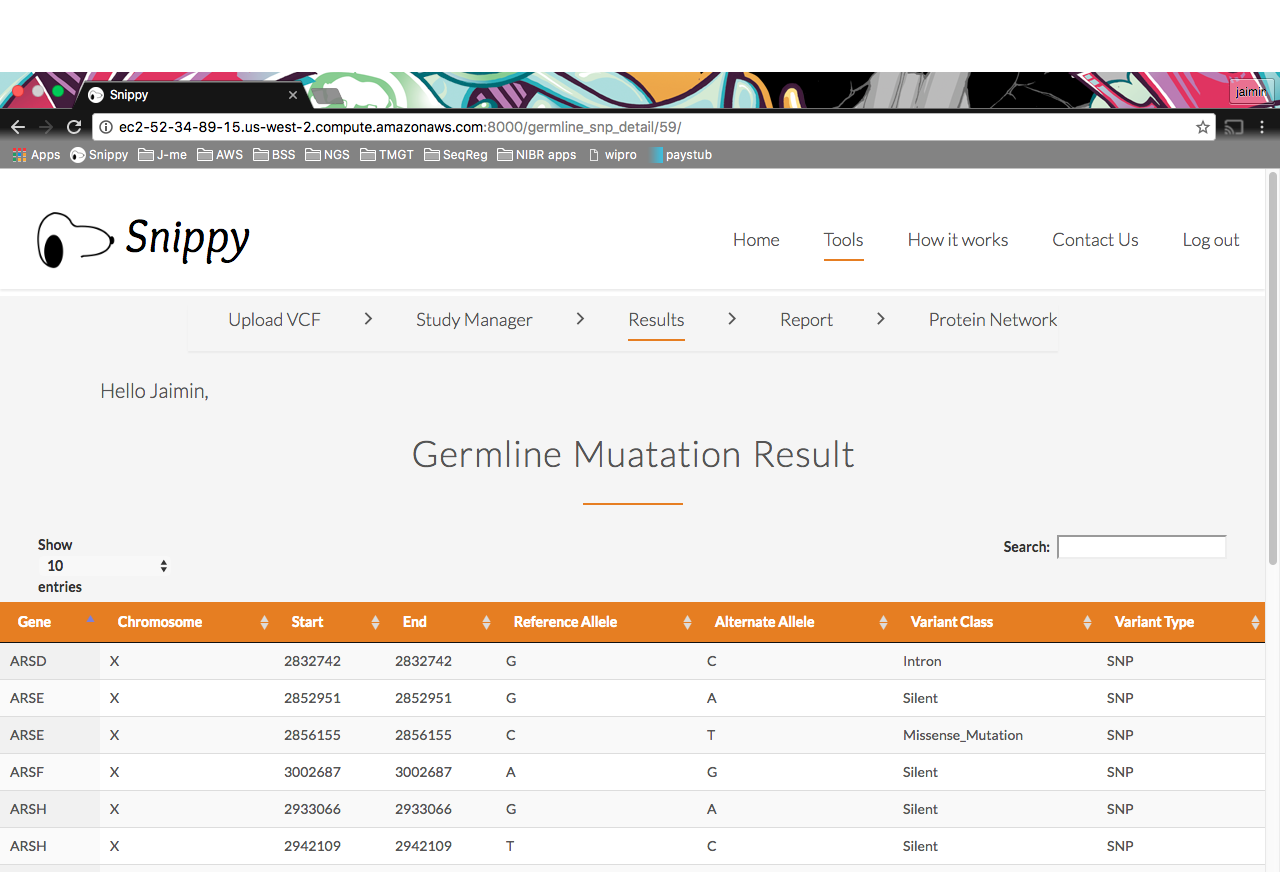 Snippy
jaimin
ec2-52-34-89-15.us-west-2.compute.amazonaws.com:8000/germline_snp_detail/59/
Apps Snippy J-me AWS BSS NGS TMGT SeqReg NIBR apps wipro paystub
Snippy Home Tools How it works Contact Us Log out
Upload VCF Study Manager Results Report Protein Network
Hello Jaimin,
Germline Muatation Result
Show
10
entries
Search:
Gene Chromosome Start End Reference Allele Alternate Allele Variant Class Variant Type
ARSD X 2832742 2832742 G C Intron SNP
ARSE X 2852951 2852951 G A Silent SNP
ARSE X 2856155 2856155 C T Missense_Mutation SNP
ARSF X 3002687 3002687 A G Silent SNP
ARSH X 2933066 2933066 G A Silent SNP
ARSH X 2942109 2942109 T C Silent SNP